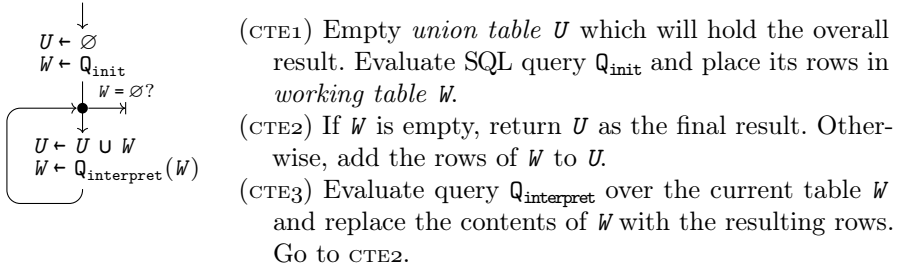 U ← ∅
W ← Q_init
W = ∅?
U ← U ∪ W
W ← Q_interpret(W)
(CTE1) Empty union table U which will hold the overall
result. Evaluate SQL query Q_init and place its rows in
working table W.
(CTE2) If W is empty, return U as the final result. Other-
wise, add the rows of W to U.
(CTE3) Evaluate query Q_interpret over the current table W
and replace the contents of W with the resulting rows.
Go to CTE2.